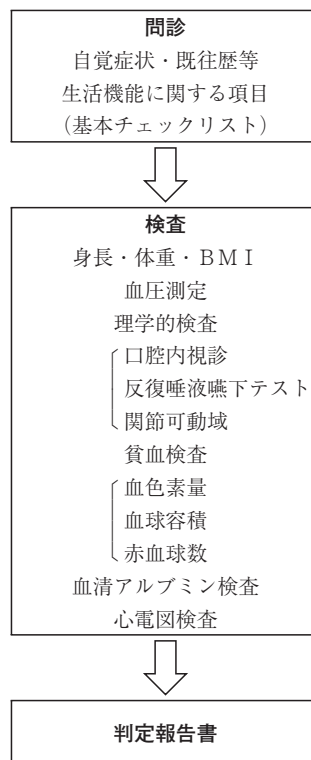 問診
自覚症状・既往歴等
生活機能に関する項目
（基本チェックリスト）
検査
身長・体重・ＢＭＩ
血圧測定
理学的検査
口腔内視診
反復唾液嚥下テスト
関節可動域
貧血検査
血色素量
血球容積
赤血球数
血清アルブミン検査
心電図検査
判定報告書